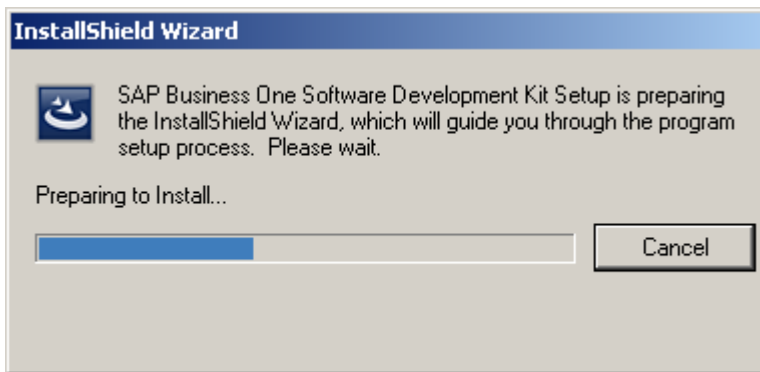 InstallShield Wizard
SAP Business One Software Development Kit Setup is preparing
the InstallShield Wizard, which will guide you through the program
setup process.  Please wait.
Preparing to Install...
Cancel